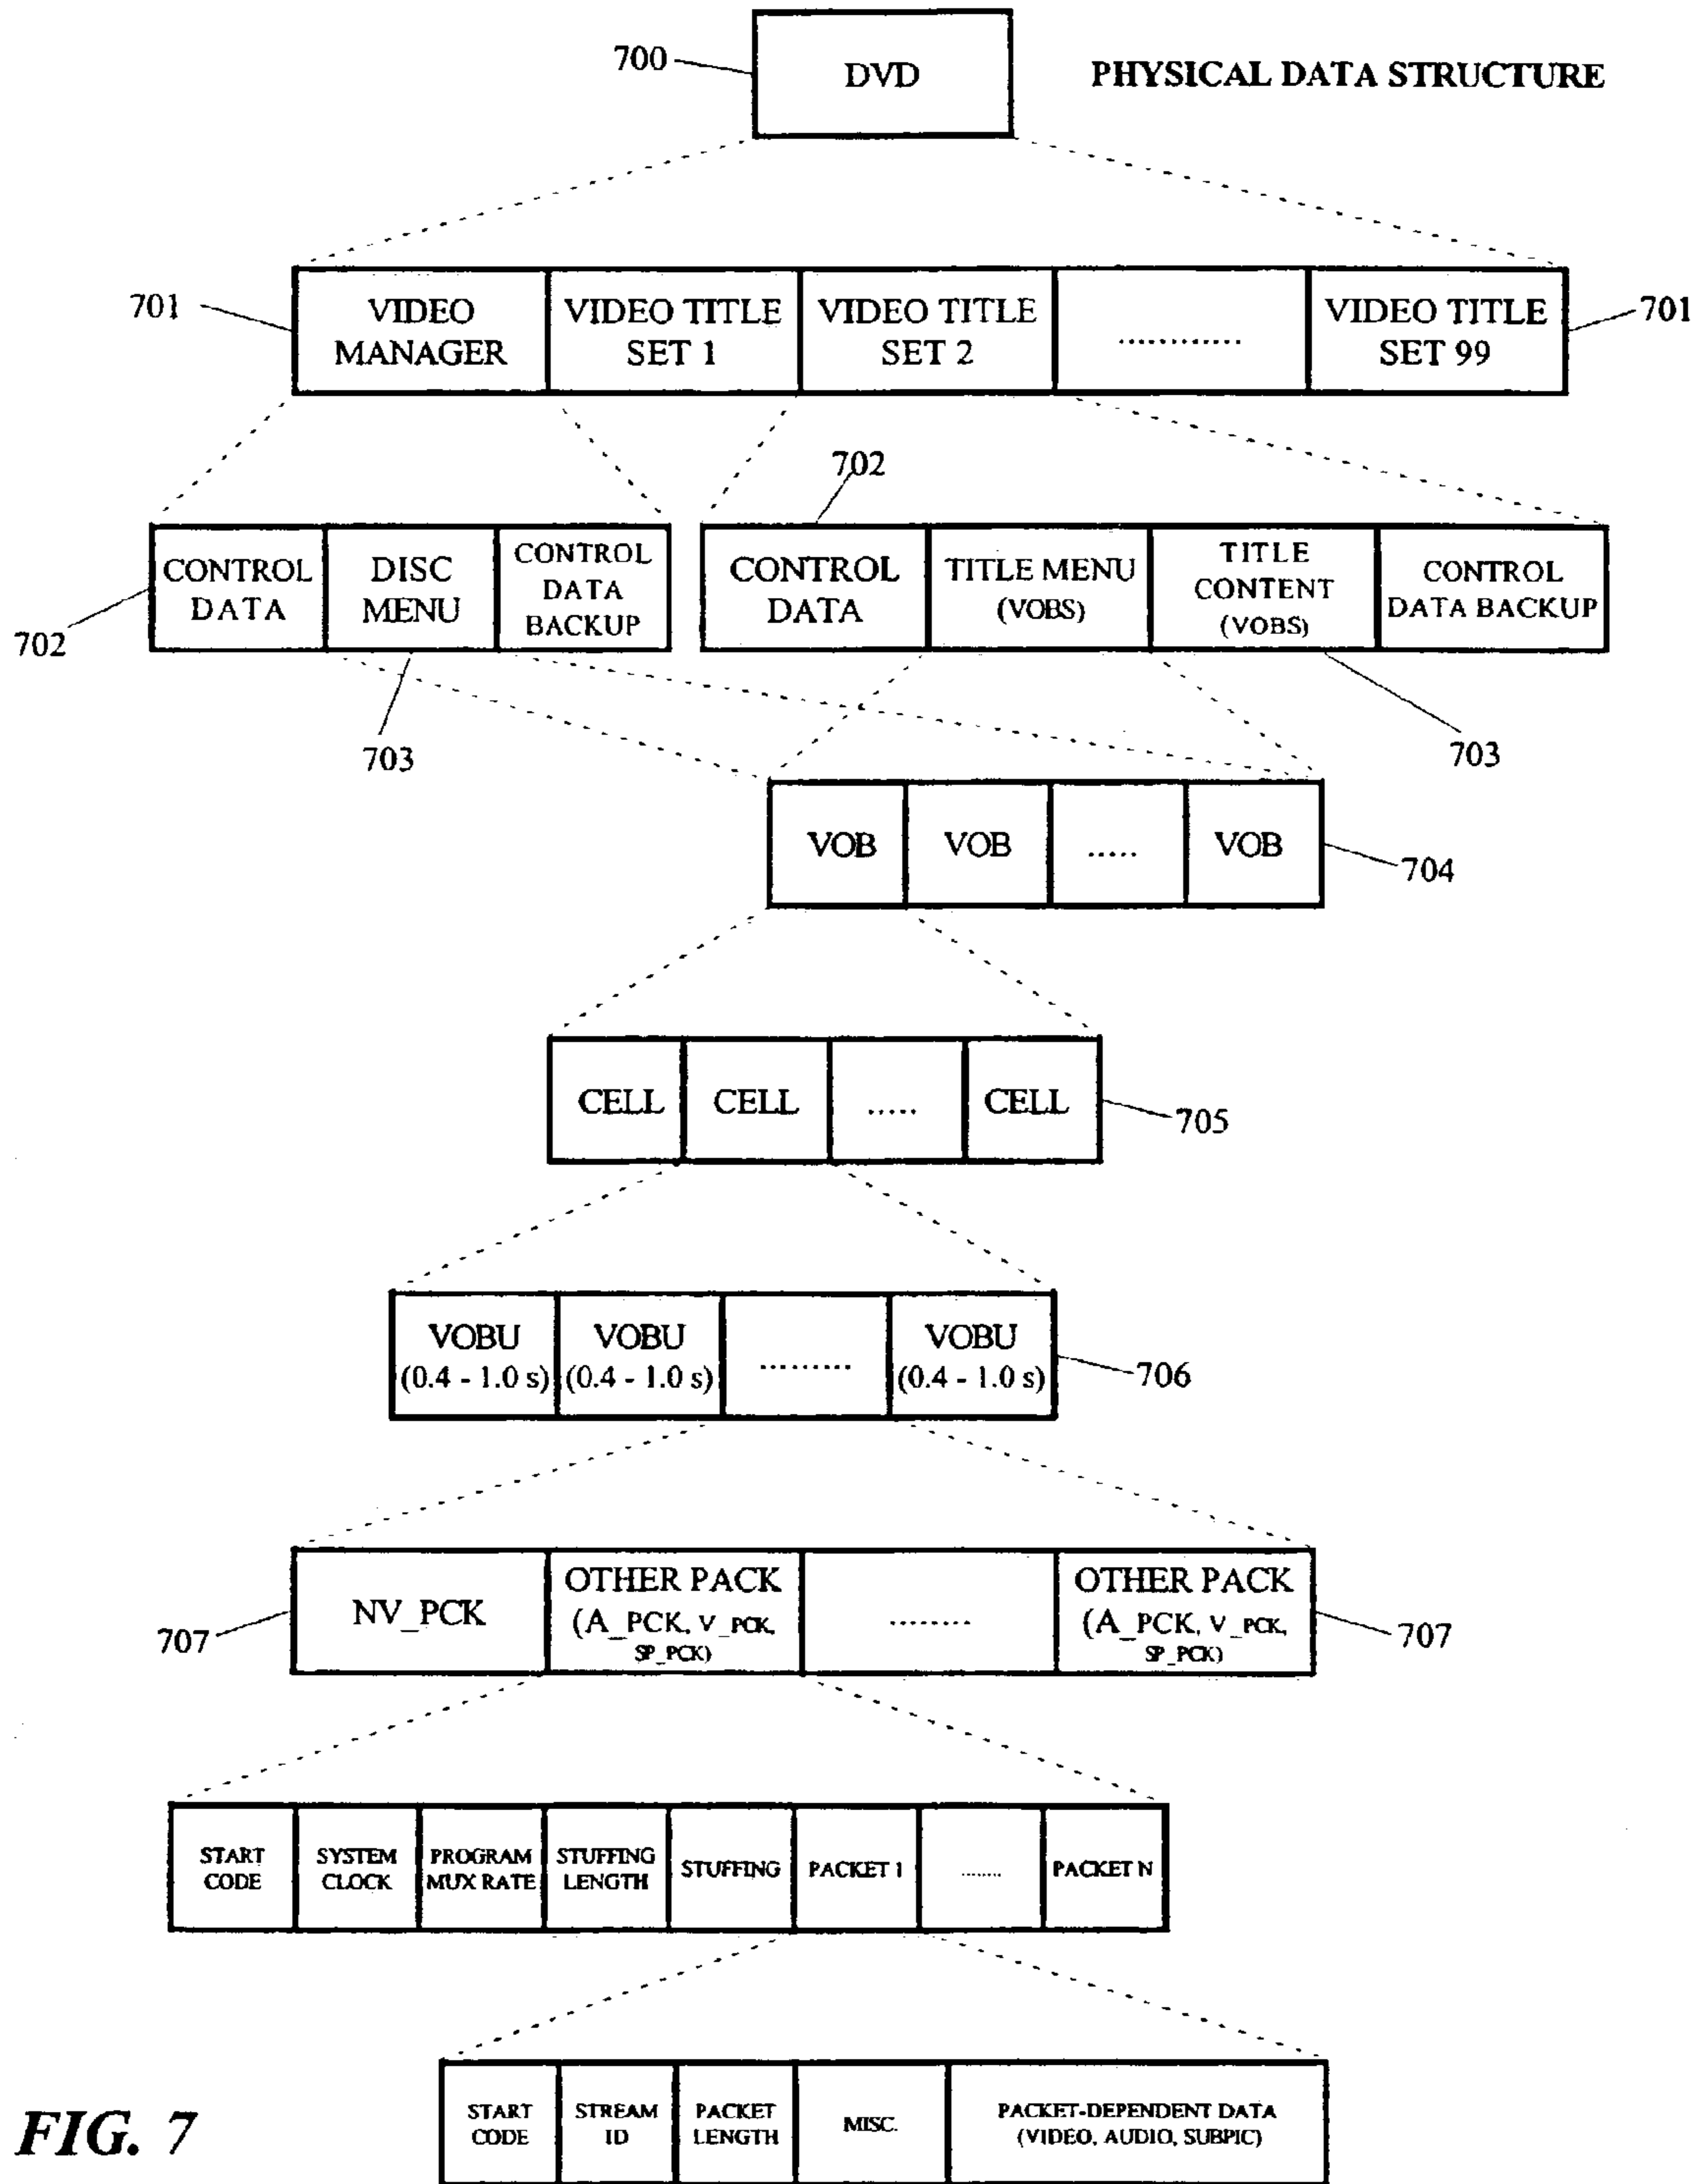 700
DVD
PHYSICAL DATA STRUCTURE
701
VIDEO
MANAGER
VIDEO TITLE
SET 1
VIDEO TITLE
SET 2
............
VIDEO TITLE
SET 99
701
702
702
CONTROL
DATA
DISC
MENU
CONTROL
DATA
BACKUP
CONTROL
DATA
TITLE MENU
(VOBS)
TITLE
CONTENT
(VOBS)
CONTROL
DATA BACKUP
703
703
VOB
VOB
.....
VOB
704
CELL
CELL
.....
CELL
705
VOBU
(0.4 - 1.0 s)
VOBU
(0.4 - 1.0 s)
.........
VOBU
(0.4 - 1.0 s)
706
707
NV_PCK
OTHER PACK
(A_PCK, V_PCK,
SP_PCK)
........
OTHER PACK
(A_PCK, V_PCK,
SP_PCK)
707
START
CODE
SYSTEM
CLOCK
PROGRAM
MUX RATE
STUFFING
LENGTH
STUFFING
PACKET 1
........
PACKET N
START
CODE
STREAM
ID
PACKET
LENGTH
MISC.
PACKET-DEPENDENT DATA
(VIDEO, AUDIO, SUBPIC)
FIG. 7